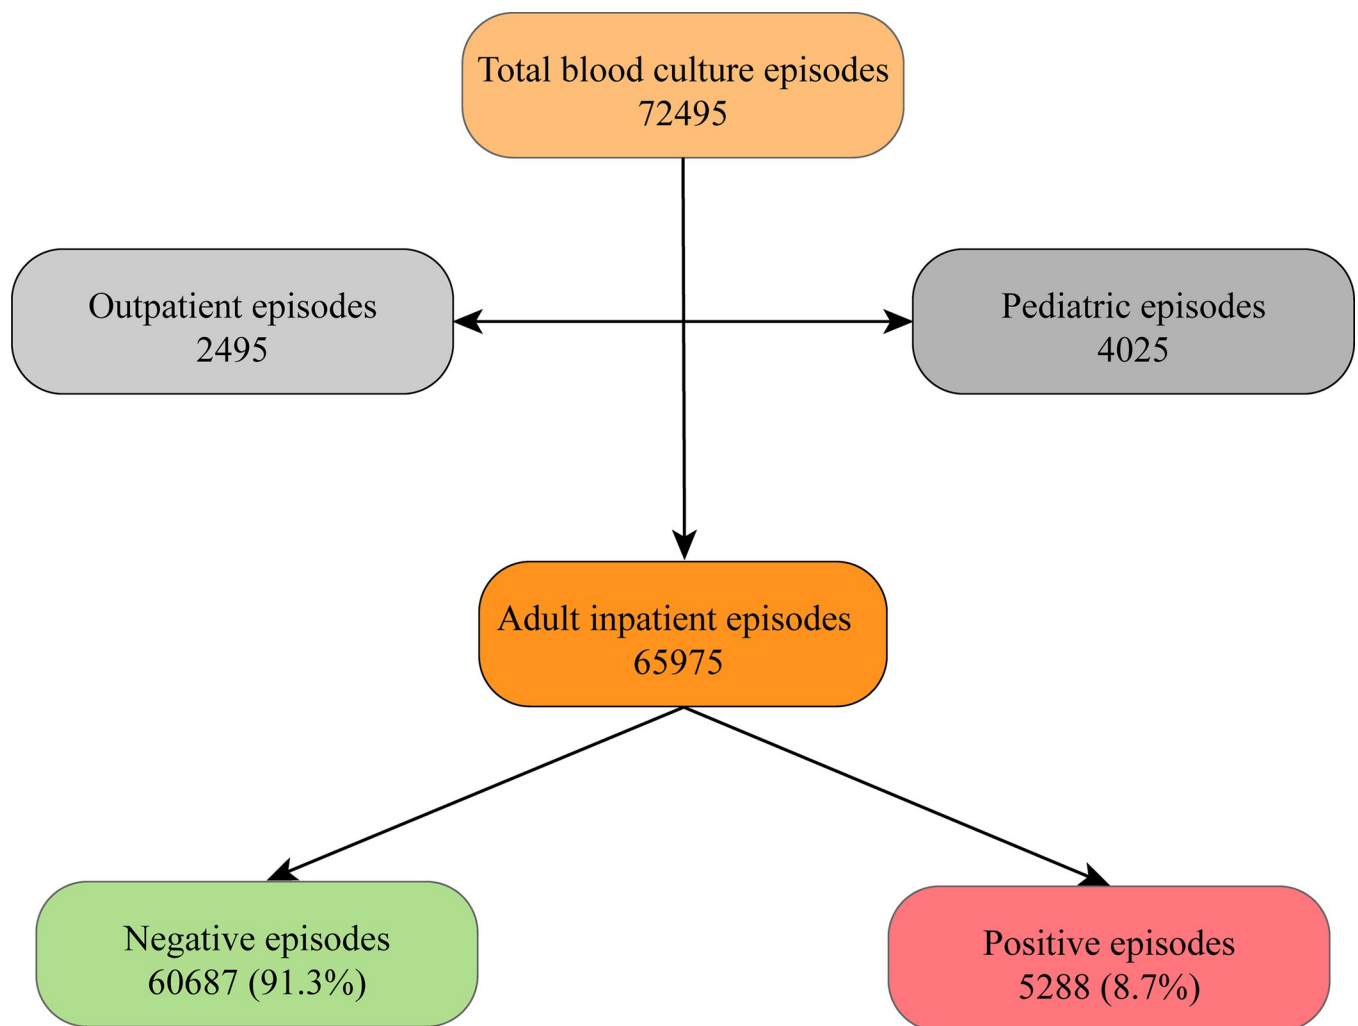 Total blood culture episodes
72495
Outpatient episodes
2495
Pediatric episodes
4025
Adult inpatient episodes
65975
Negative episodes
60687 (91.3%)
Positive episodes
5288 (8.7%)